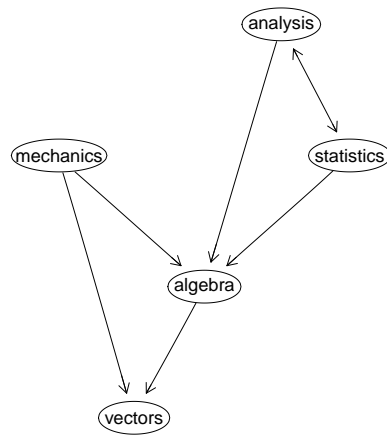 analysis
mechanics
statistics
algebra
vectors